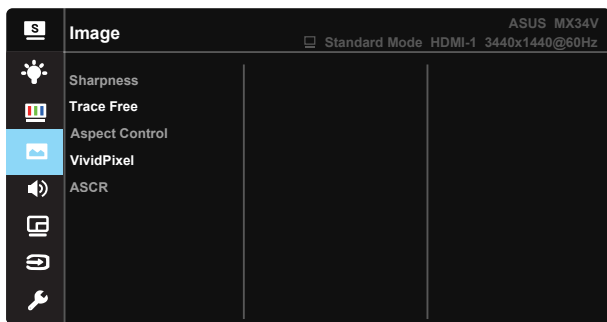 S
Image
ASUS MX34V
Standard Mode HDMI-1 3440x1440@60Hz
Sharpness
Trace Free
Aspect Control
VividPixel
ASCR